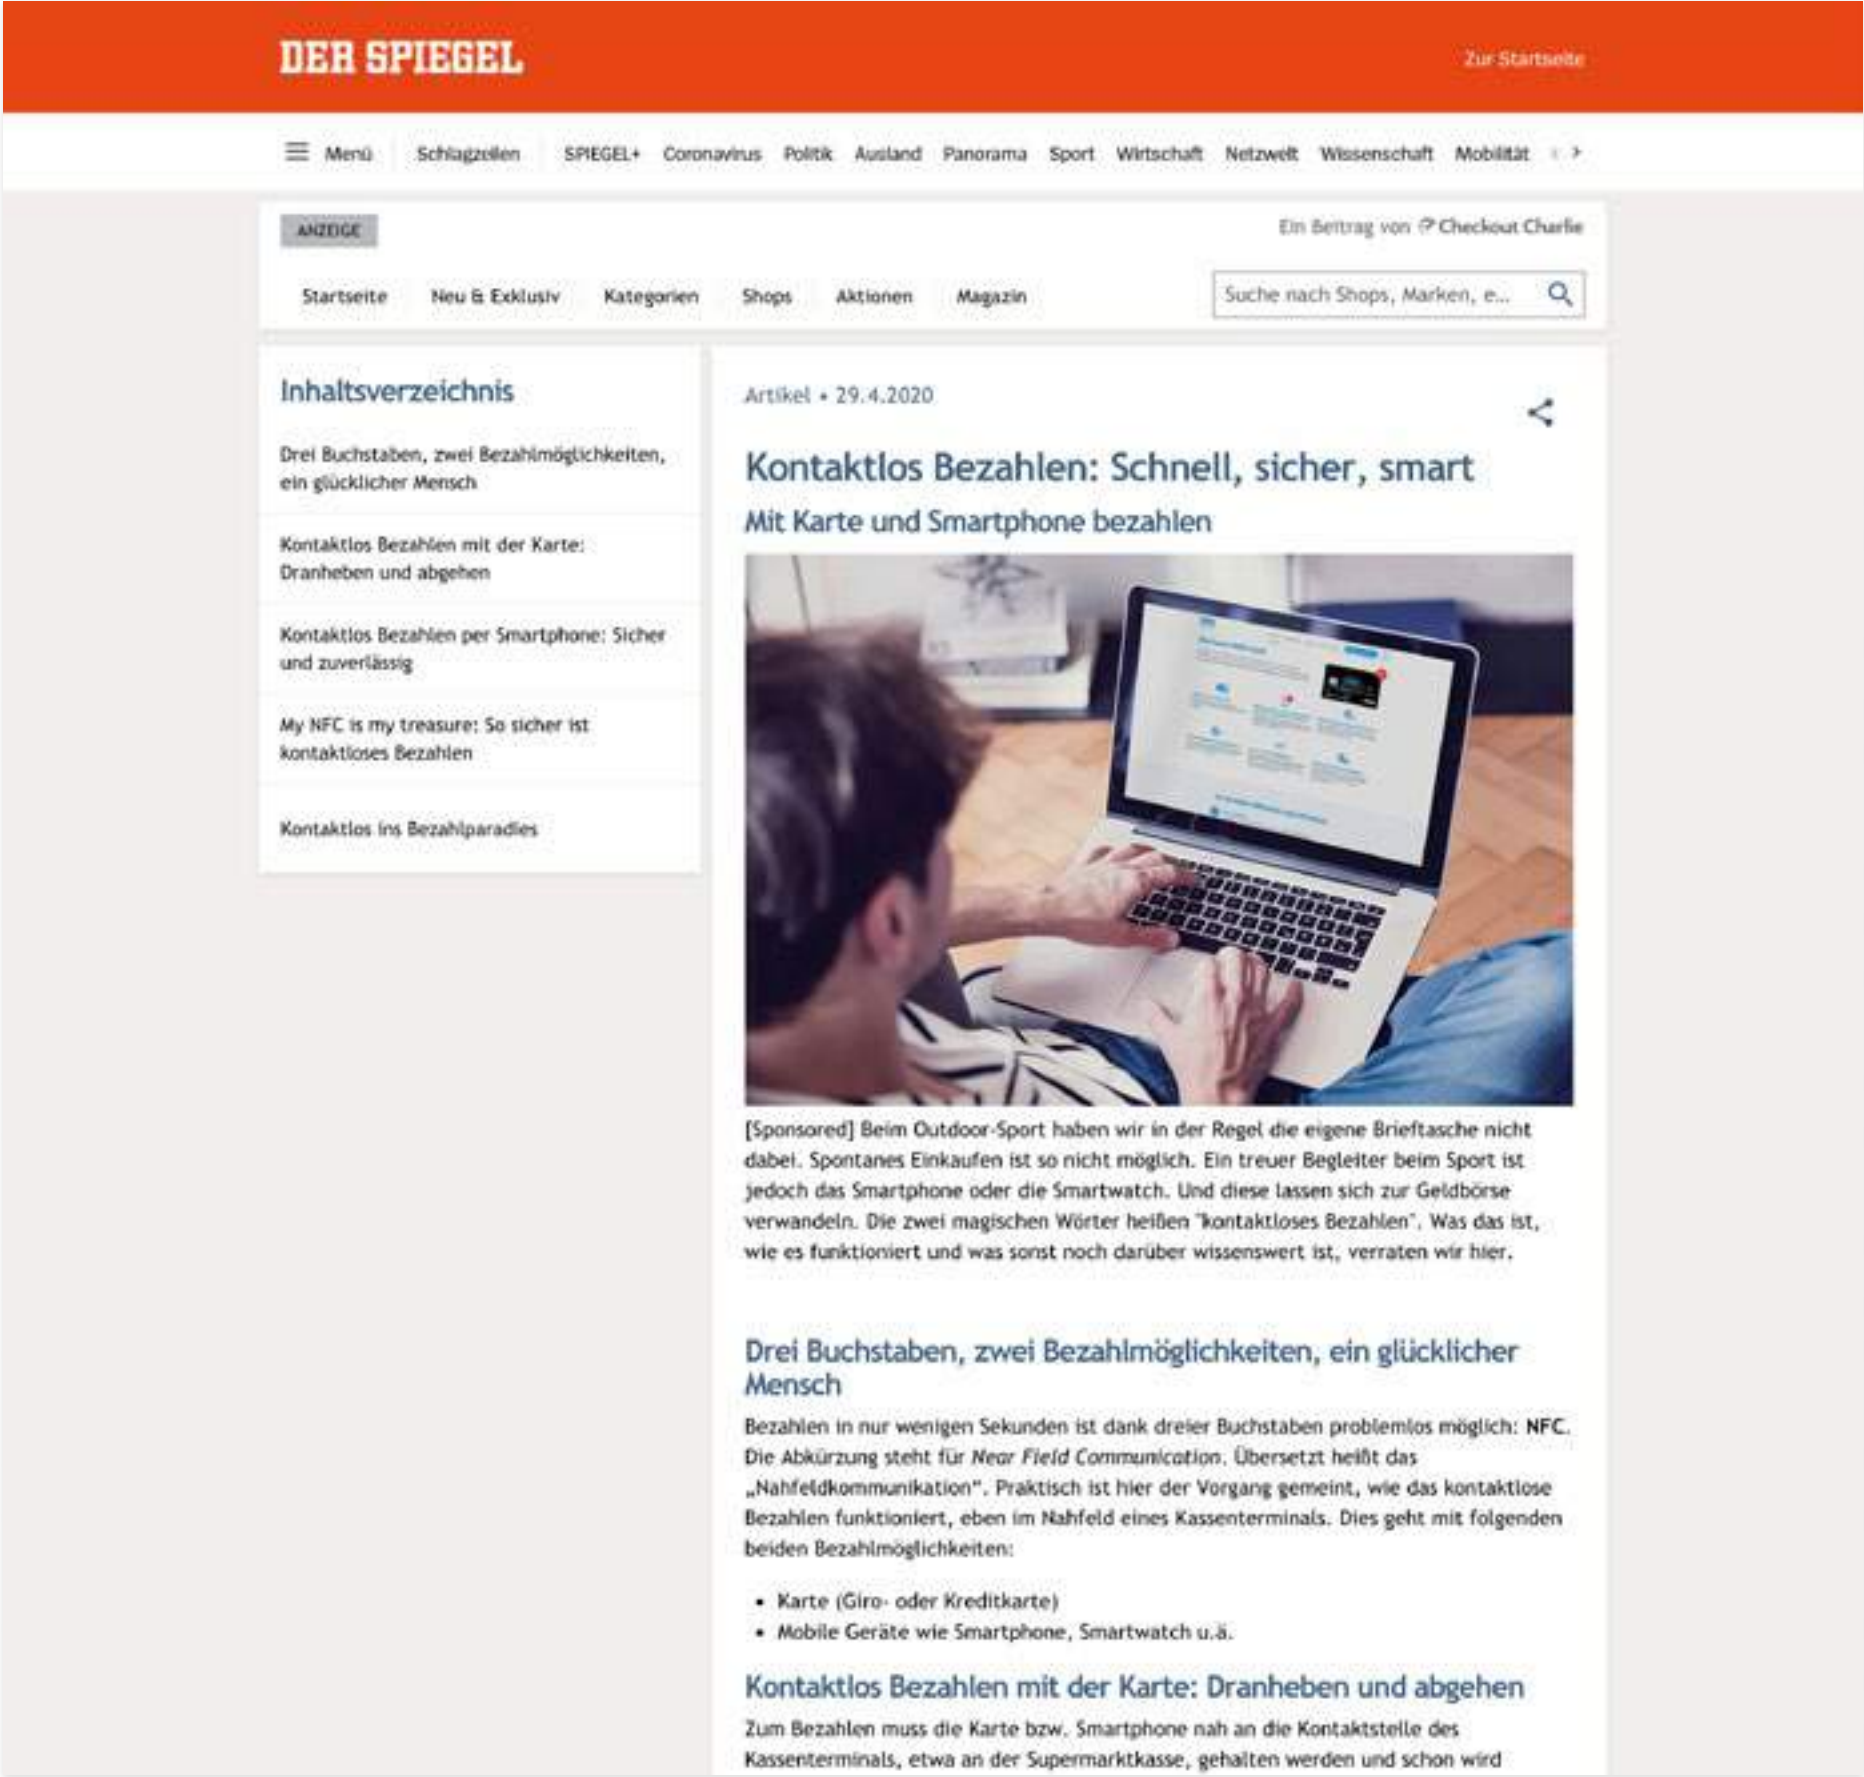 DER SPIEGEL
Zur Startseite
Menü Schlagzeilen SPIEGEL+ Coronavirus Politik Ausland Panorama Sport Wirtschaft Netzwelt Wissenschaft Mobilität
ANZEIGE
Ein Beitrag von Checkout Charlie
Startseite Neu & Exklusiv Kategorien Shops Aktionen Magazin
Suche nach Shops, Marken, e...
Inhaltsverzeichnis
Drei Buchstaben, zwei Bezahlmöglichkeiten,
ein glücklicher Mensch
Kontaktlos Bezahlen mit der Karte:
Dranheben und abgehen
Kontaktlos Bezahlen per Smartphone: Sicher
und zuverlässig
My NFC is my treasure: So sicher ist
kontaktloses Bezahlen
Kontaktlos ins Bezahlparadies
Artikel • 29.4.2020
Kontaktlos Bezahlen: Schnell, sicher, smart
Mit Karte und Smartphone bezahlen
[Sponsored] Beim Outdoor-Sport haben wir in der Regel die eigene Brieftasche nicht
dabei. Spontanes Einkaufen ist so nicht möglich. Ein treuer Begleiter beim Sport ist
jedoch das Smartphone oder die Smartwatch. Und diese lassen sich zur Geldbörse
verwandeln. Die zwei magischen Wörter heißen "kontaktloses Bezahlen". Was das ist,
wie es funktioniert und was sonst noch darüber wissenswert ist, verraten wir hier.
Drei Buchstaben, zwei Bezahlmöglichkeiten, ein glücklicher
Mensch
Bezahlen in nur wenigen Sekunden ist dank dreier Buchstaben problemlos möglich: NFC.
Die Abkürzung steht für Near Field Communication. Übersetzt heißt das
„Nahfeldkommunikation“. Praktisch ist hier der Vorgang gemeint, wie das kontaktlose
Bezahlen funktioniert, eben im Nahfeld eines Kassenterminals. Dies geht mit folgenden
beiden Bezahlmöglichkeiten:
• Karte (Giro- oder Kreditkarte)
• Mobile Geräte wie Smartphone, Smartwatch u.ä.
Kontaktlos Bezahlen mit der Karte: Dranheben und abgehen
Zum Bezahlen muss die Karte bzw. Smartphone nah an die Kontaktstelle des
Kassenterminals, etwa an der Supermarktkasse, gehalten werden und schon wird